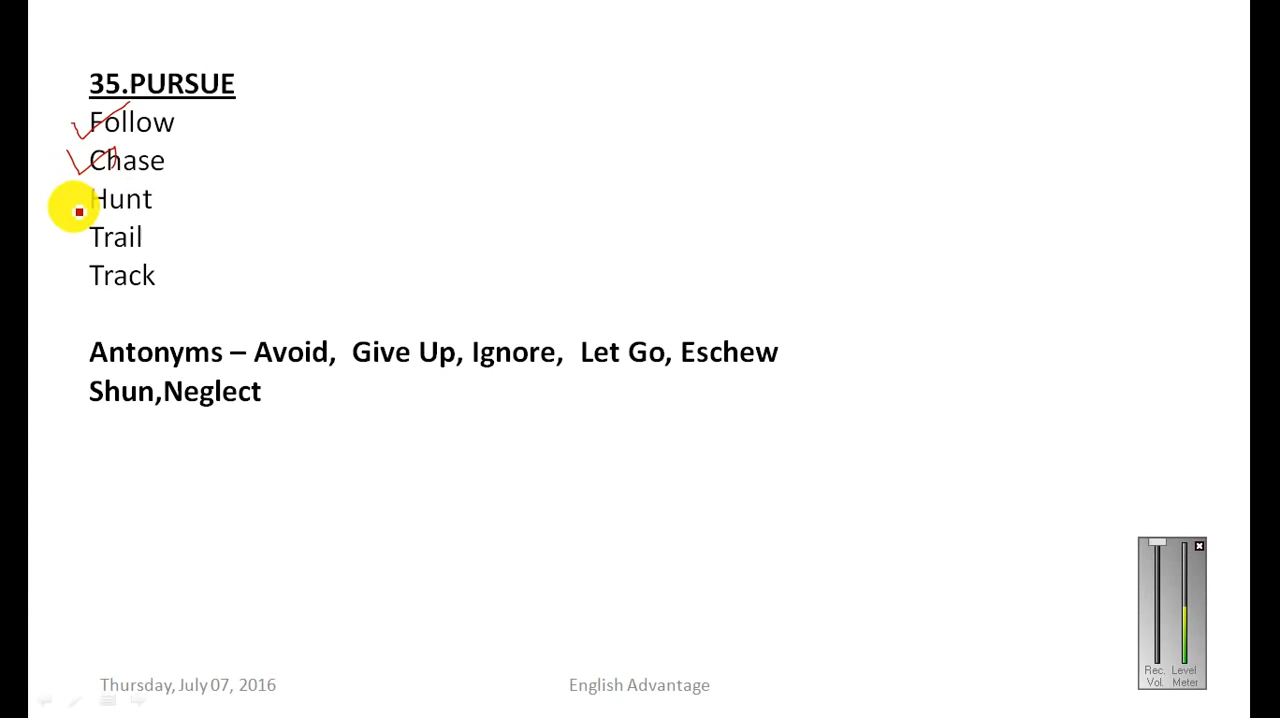 35.PURSUE
Follow
Chase
Hunt
Trail
Track
Antonyms – Avoid,  Give Up, Ignore,  Let Go, Eschew
Shun,Neglect
Rec. Level
Vol. Meter
Thursday, July 07, 2016
English Advantage